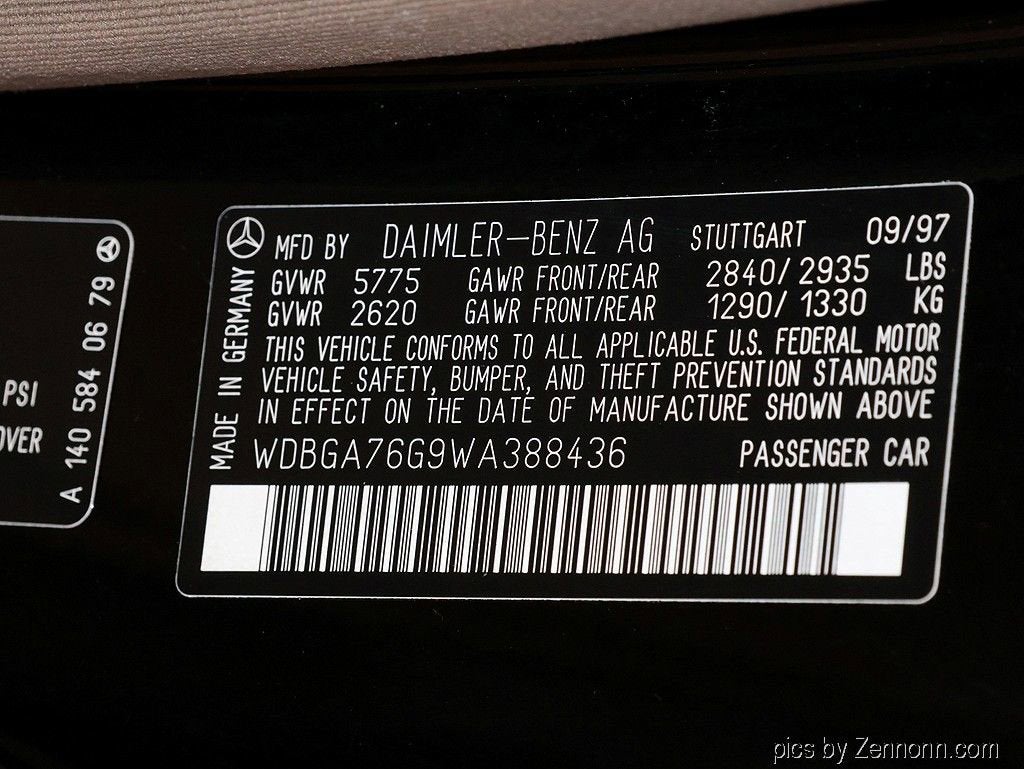 PSI
OVER
A 140 584 06 79
MADE IN GERMANY
MFD BY DAIMLER-BENZ AG STUTTGART 09/97
GVWR 5775 GAWR FRONT/REAR 2840/2935 LBS
GVWR 2620 GAWR FRONT/REAR 1290/1330 KG
THIS VEHICLE CONFORMS TO ALL APPLICABLE U.S. FEDERAL MOTOR
VEHICLE SAFETY, BUMPER, AND THEFT PREVENTION STANDARDS
IN EFFECT ON THE DATE OF MANUFACTURE SHOWN ABOVE
WDBGA76G9WA388436 PASSENGER CAR
pics by Zennonn.com